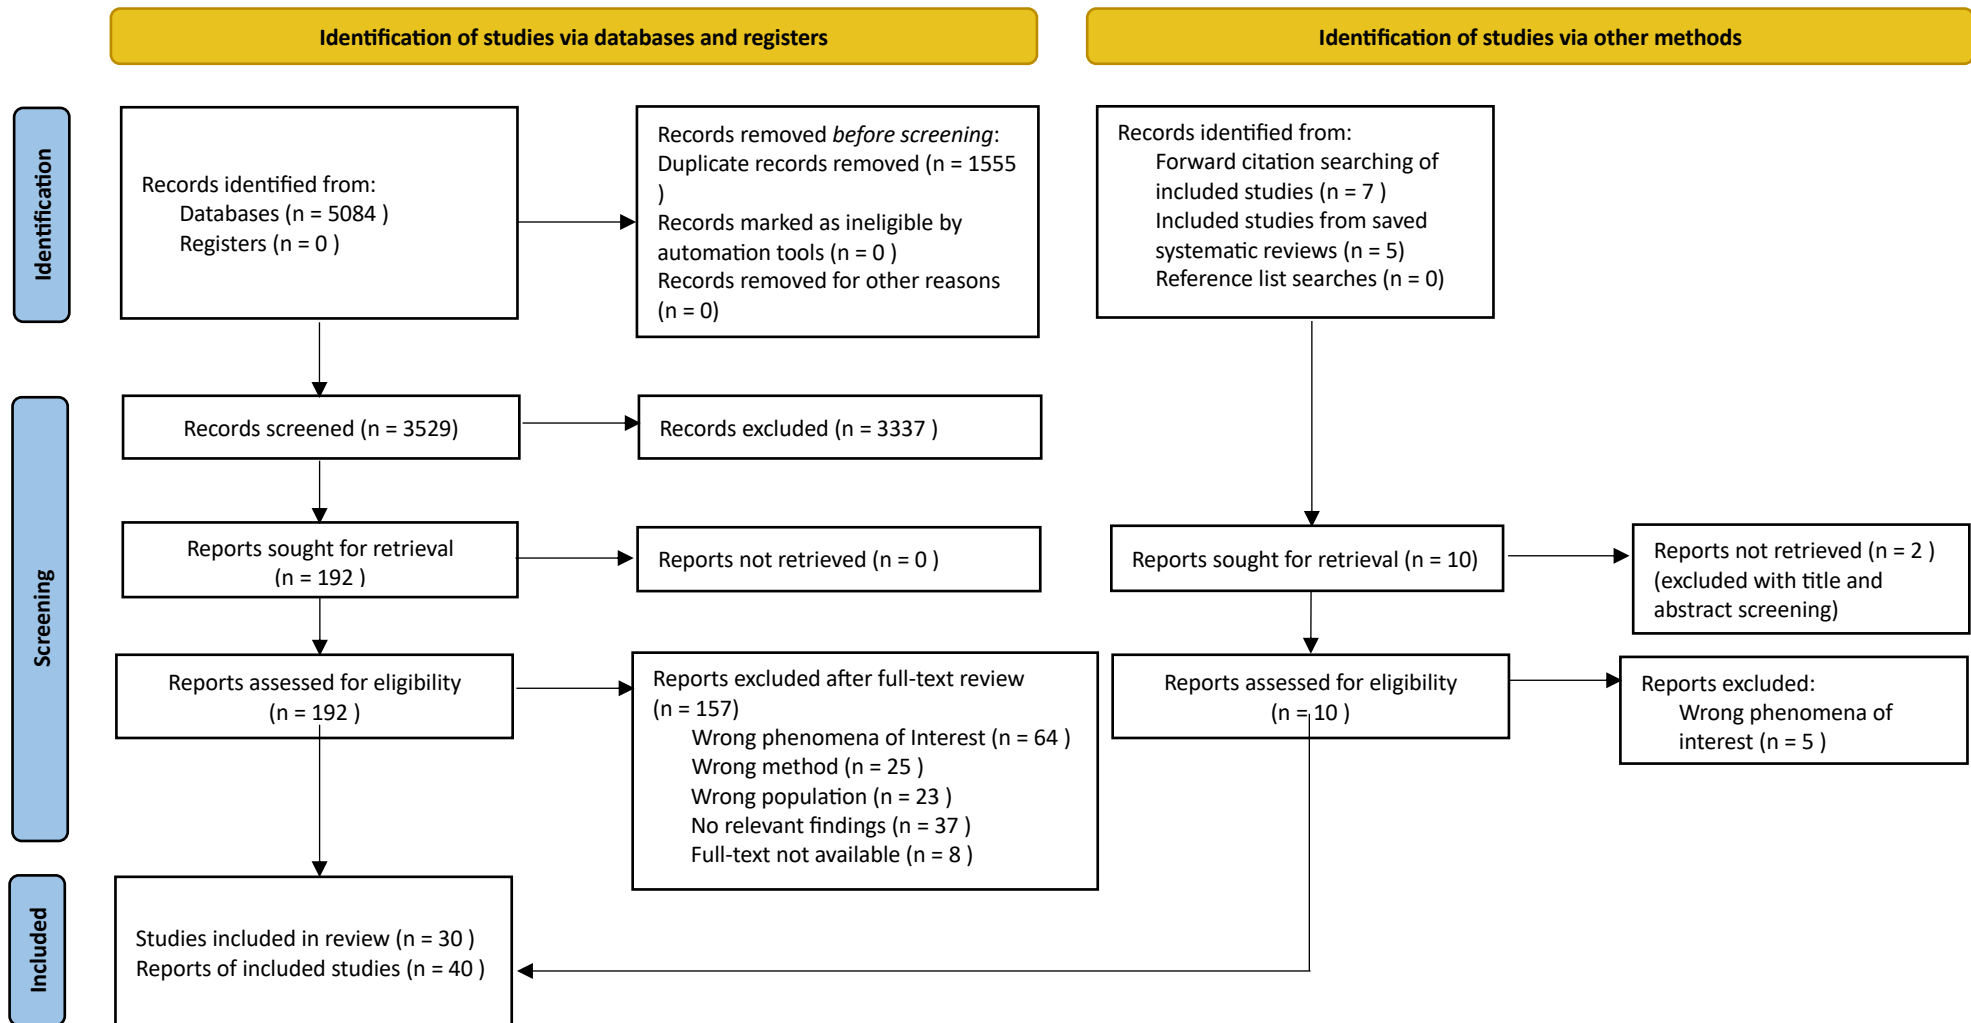 Identification of studies via databases and registers
Identification of studies via other methods
Identification
Records identified from:
Databases (n = 5084 )
Registers (n = 0 )
Records removed before screening:
Duplicate records removed (n = 1555
)
Records marked as ineligible by
automation tools (n = 0 )
Records removed for other reasons
(n = 0)
Records identified from:
Forward citation searching of
included studies (n = 7 )
Included studies from saved
systematic reviews (n = 5)
Reference list searches (n = 0)
Screening
Records screened (n = 3529)
Records excluded (n = 3337 )
Reports sought for retrieval
(n = 192 )
Reports not retrieved (n = 0 )
Reports sought for retrieval (n = 10)
Reports not retrieved (n = 2 )
(excluded with title and
abstract screening)
Reports assessed for eligibility
(n = 192 )
Reports excluded after full-text review
(n = 157)
Wrong phenomena of Interest (n = 64 )
Wrong method (n = 25 )
Wrong population (n = 23 )
No relevant findings (n = 37 )
Full-text not available (n = 8 )
Reports assessed for eligibility
(n = 10 )
Reports excluded:
Wrong phenomena of
interest (n = 5 )
Included
Studies included in review (n = 30 )
Reports of included studies (n = 40 )